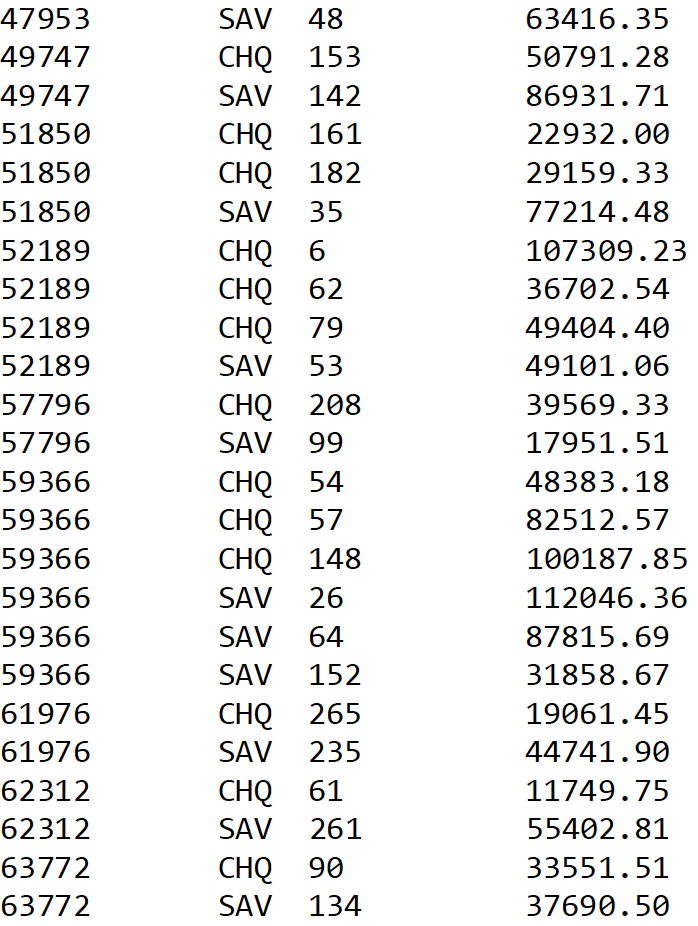 47953 SAV 48 63416.35
49747 CHQ 153 50791.28
49747 SAV 142 86931.71
51850 CHQ 161 22932.00
51850 CHQ 182 29159.33
51850 SAV 35 77214.48
52189 CHQ 6 107309.23
52189 CHQ 62 36702.54
52189 CHQ 79 49404.40
52189 SAV 53 49101.06
57796 CHQ 208 39569.33
57796 SAV 99 17951.51
59366 CHQ 54 48383.18
59366 CHQ 57 82512.57
59366 CHQ 148 100187.85
59366 SAV 26 112046.36
59366 SAV 64 87815.69
59366 SAV 152 31858.67
61976 CHQ 265 19061.45
61976 SAV 235 44741.90
62312 CHQ 61 11749.75
62312 SAV 261 55402.81
63772 CHQ 90 33551.51
63772 SAV 134 37690.50